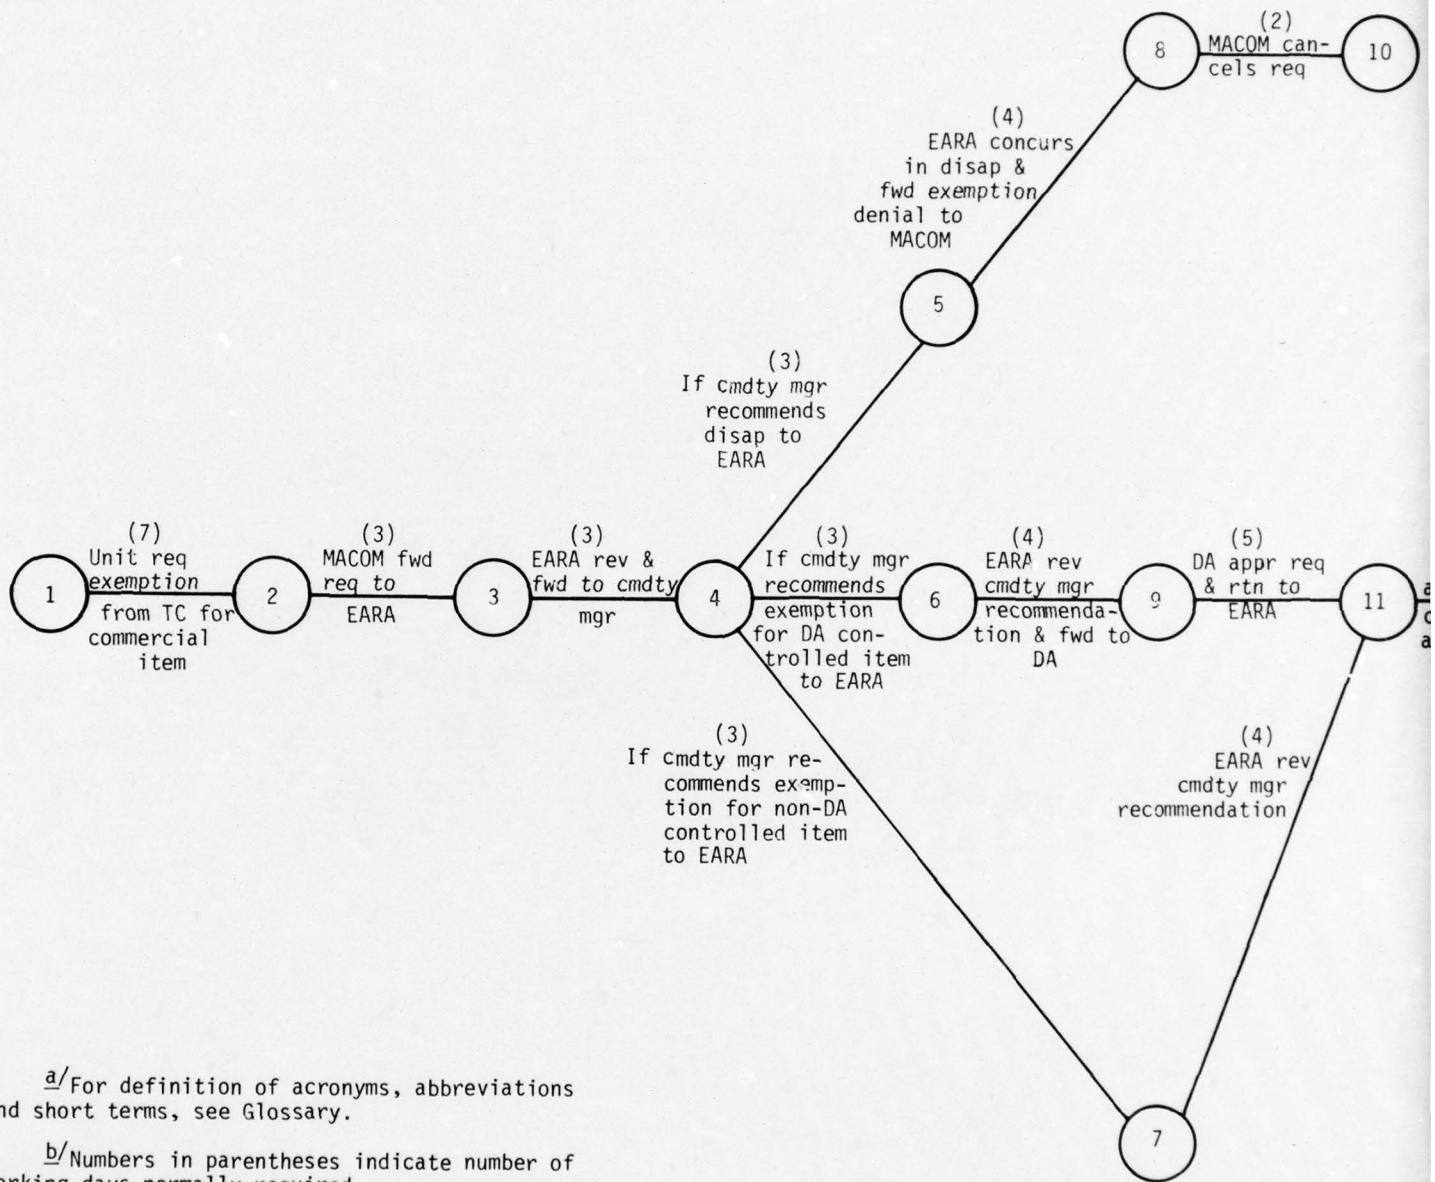 8
(2)
MACOM can-
cels req
10
(4)
EARA concurs
in disap &
fwd exemption
denial to
MACOM
5
(3)
If cmdty mgr
recommends
disap to
EARA
1
(7)
Unit req
exemption
from TC for
commercial
item
2
(3)
MACOM fwd
req to
EARA
3
(3)
EARA rev &
fwd to cmdty
mgr
4
(3)
If cmdty mgr
recommends
exemption
for DA con-
trolled item
to EARA
6
(4)
EARA rev
cmdty mgr
recommenda-
tion & fwd to
DA
9
(5)
DA appr req
& rtn to
EARA
11
(3)
If cmdty mgr re-
commends exemp-
tion for non-DA
controlled item
to EARA
(4)
EARA rev
cmdty mgr
recommendation
7
a/For definition of acronyms, abbreviations
nd short terms, see Glossary.
b/Numbers in parentheses indicate number of
orking days normally required